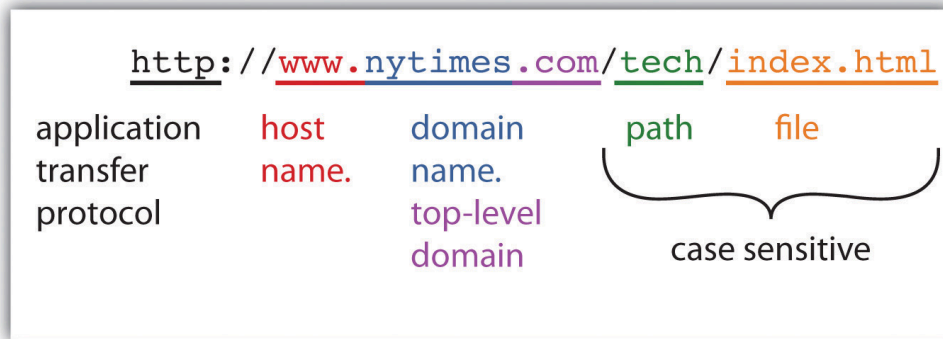 http://www.nytimes.com/tech/index.html
application host domain path file
transfer name. name.
protocol top-level
domain
case sensitive